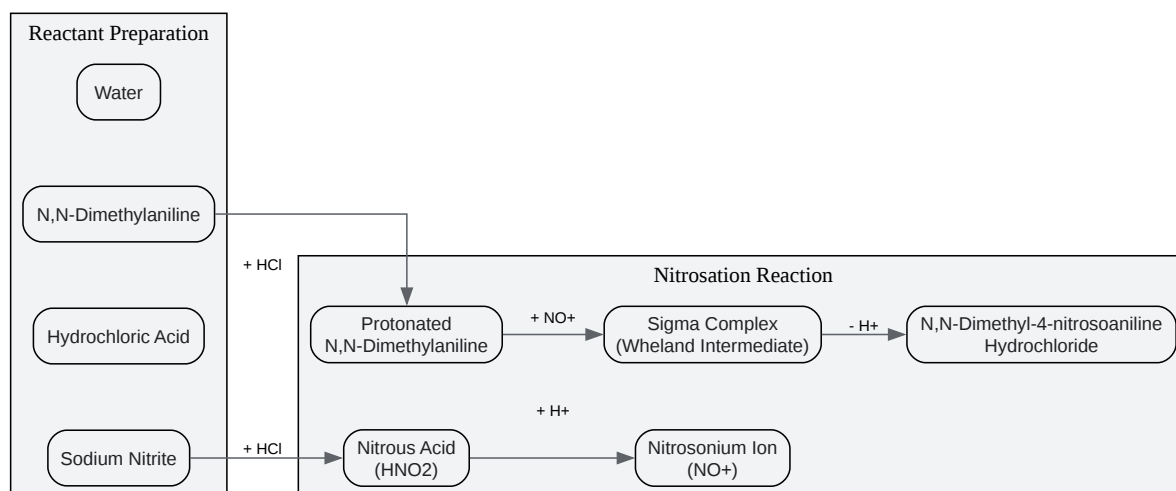 Reactant Preparation
Water
N,N-Dimethylaniline
+ HCl
Hydrochloric Acid
Sodium Nitrite
+ HCl
Nitrosation Reaction
Protonated
N,N-Dimethylaniline
+ NO+
Sigma Complex
(Wheland Intermediate)
- H+
N,N-Dimethyl-4-nitrosoaniline
Hydrochloride
Nitrous Acid
(HNO2)
+ H+
Nitrosonium Ion
(NO+)